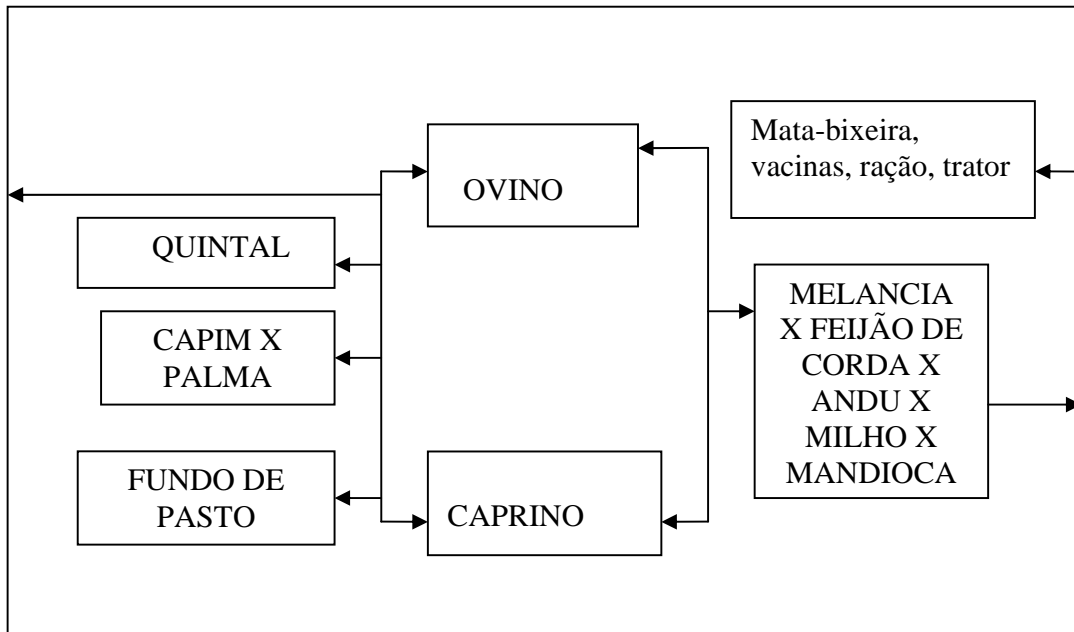 Mata-bixeira,
vacinas, ração, trator
OVINO
QUINTAL
MELANCIA
X FEIJÃO DE
CORDA X
ANDU X
MILHO X
MANDIOCA
CAPIM X
PALMA
FUNDO DE
PASTO
CAPRINO